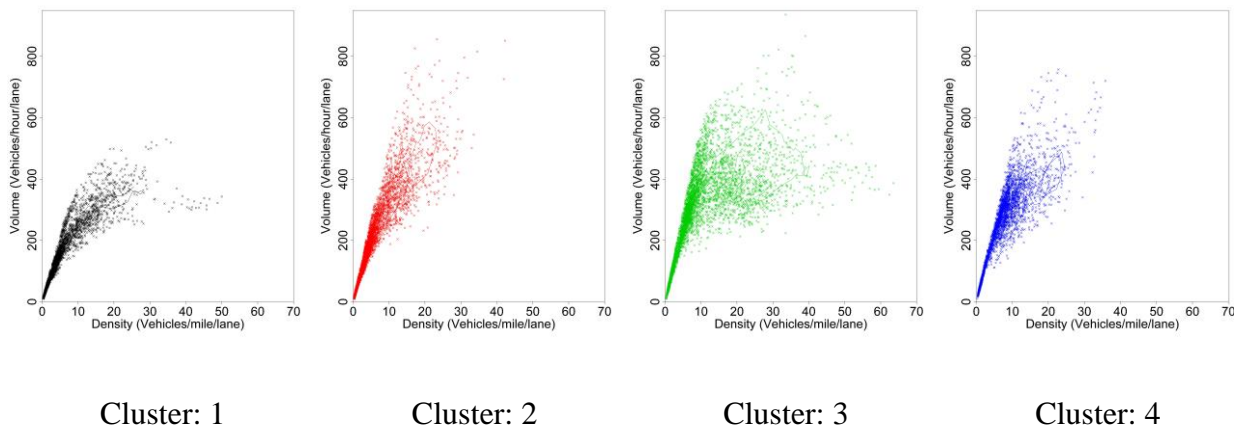 Volume (Vehicles/hour/lane)
0 200 400 600 800
0 10 20 30 40 50 60 70
Density (Vehicles/mile/lane)
Volume (Vehicles/hour/lane)
0 200 400 600 800
0 10 20 30 40 50 60 70
Density (Vehicles/mile/lane)
Volume (Vehicles/hour/lane)
0 200 400 600 800
0 10 20 30 40 50 60 70
Density (Vehicles/mile/lane)
Volume (Vehicles/hour/lane)
0 200 400 600 800
0 10 20 30 40 50 60 70
Density (Vehicles/mile/lane)
Cluster: 1
Cluster: 2
Cluster: 3
Cluster: 4